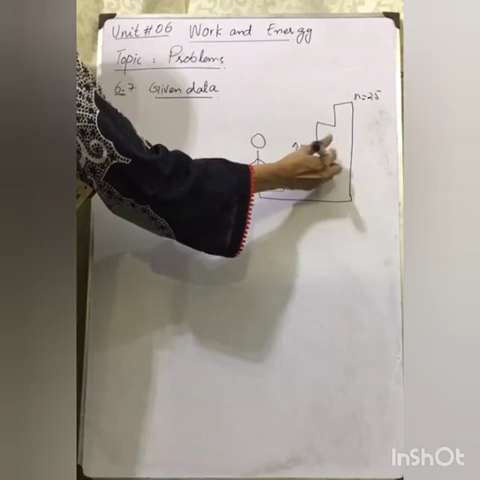 Unit #06 Work and Energy
Topic : Problems
6.7 Given data
n=25
InShOt